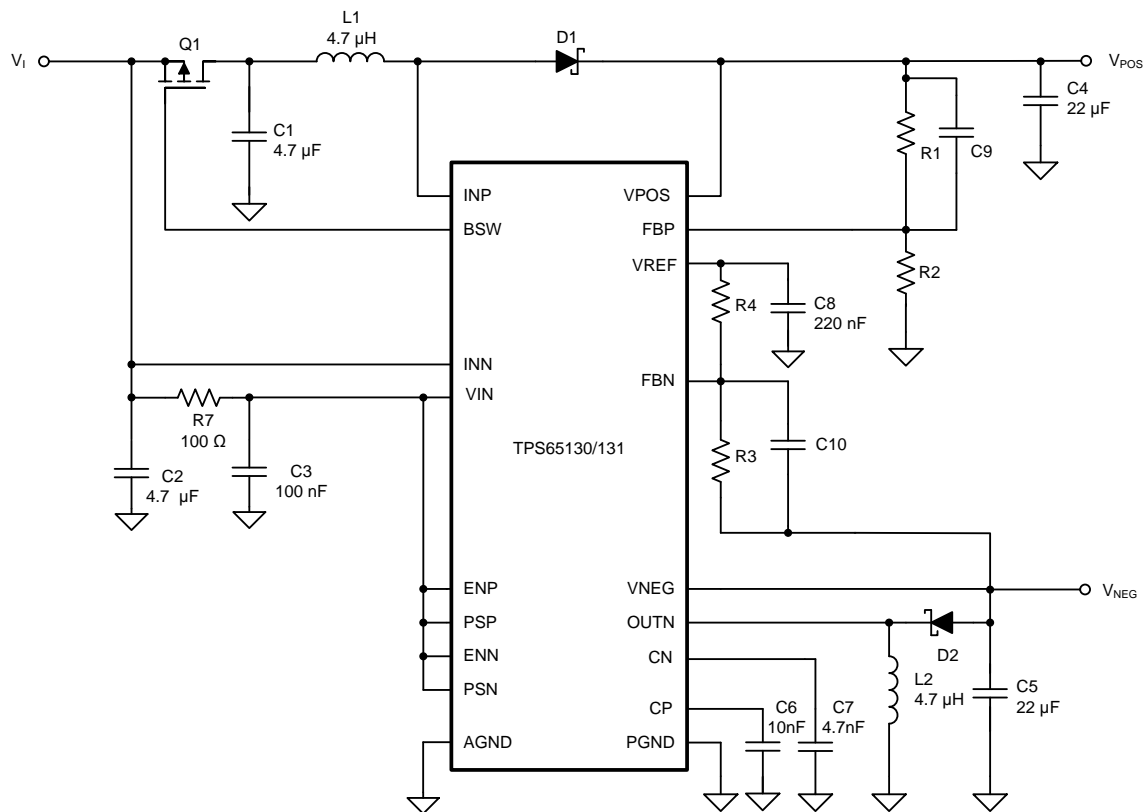 L1
4.7 µH
D1
Q1
VI
VPOS
C4
22 µF
C1
4.7 µF
R1
C9
INP
VPOS
BSW
FBP
VREF
R2
R4
C8
220 nF
INN
FBN
VIN
R7
100 Ω
TPS65130/131
R3
C10
C2
4.7 µF
C3
100 nF
ENP
VNEG
VNEG
PSP
OUTN
D2
ENN
CN
L2
4.7 µH
C5
22 µF
PSN
CP
C6
10nF
C7
4.7nF
AGND
PGND